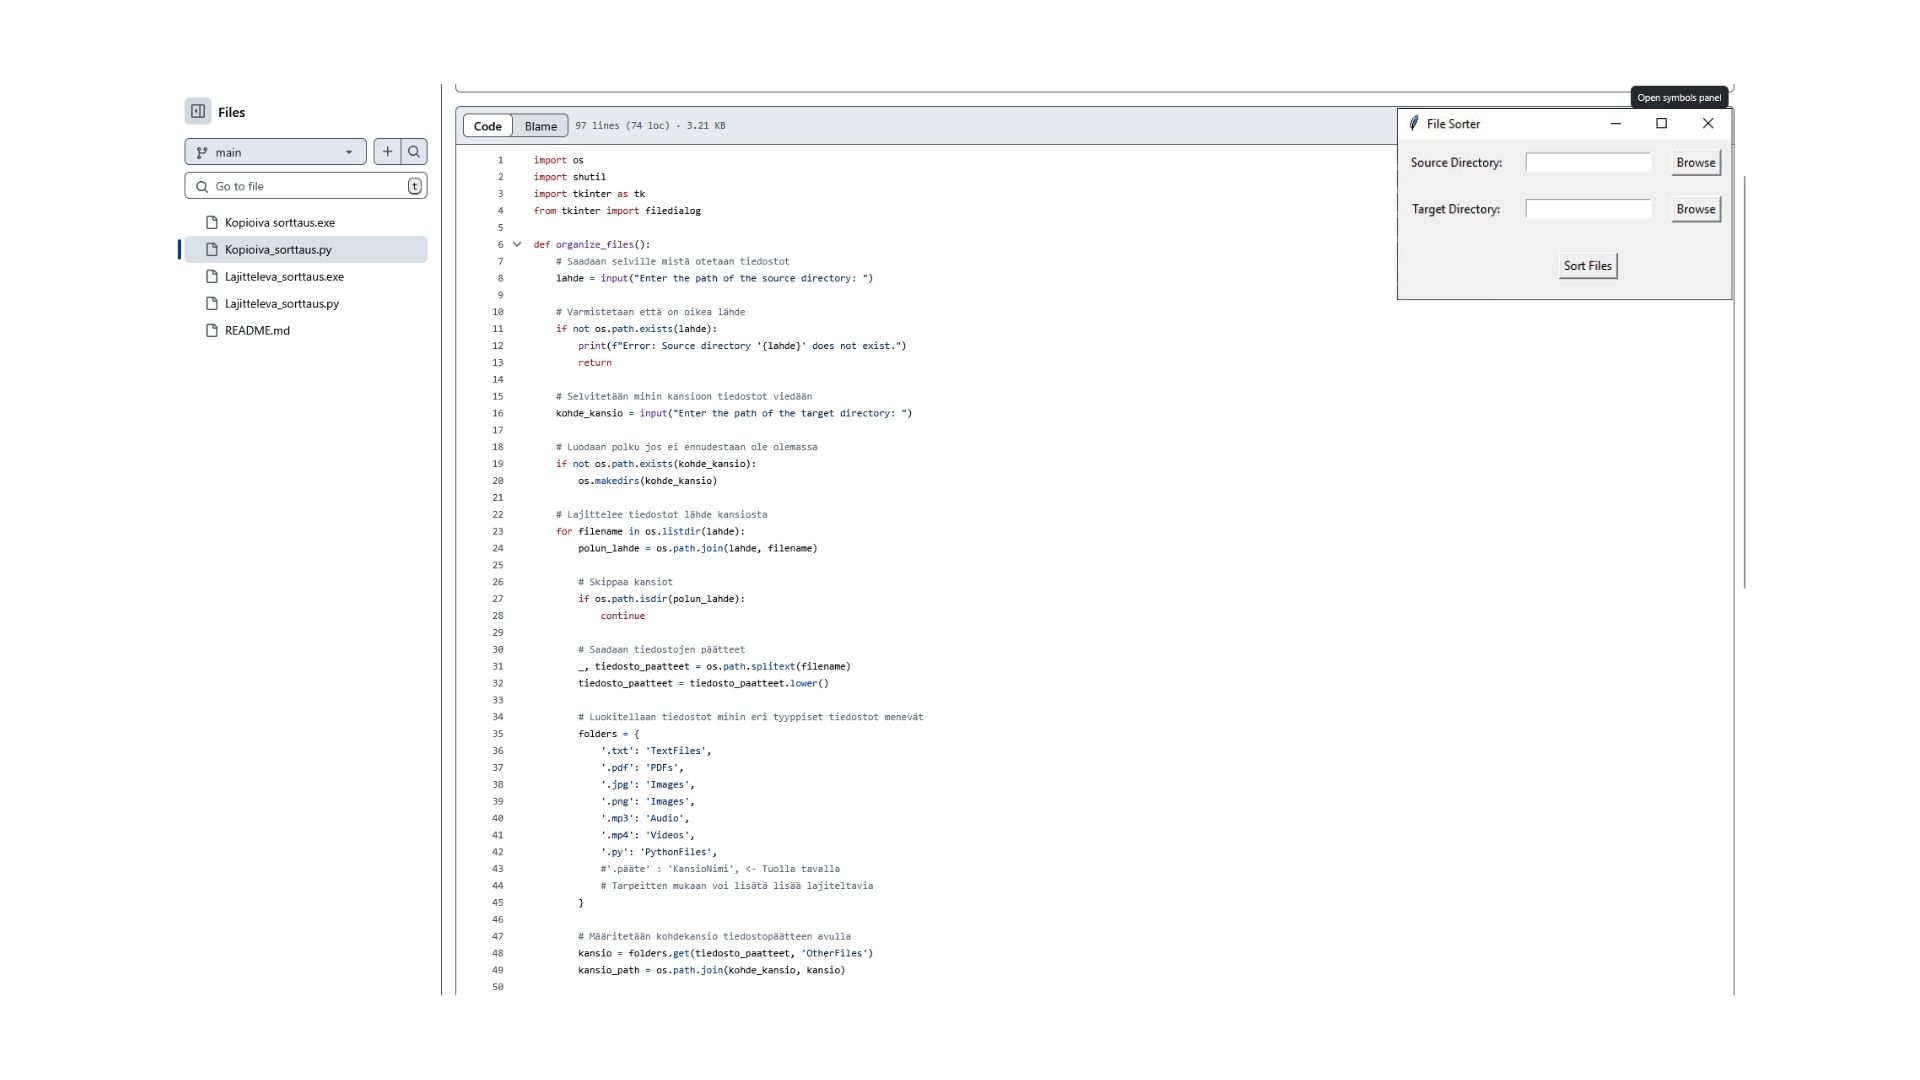 Files
main
Go to file
t
Kopioiva sorttaus.exe
Kopioiva_sorttaus.py
Lajitteleva_sorttaus.exe
Lajitteleva_sorttaus.py
README.md
Code
Blame
97 lines (74 loc) · 3.21 KB
1 import os
2 import shutil
3 import tkinter as tk
4 from tkinter import filedialog
5
6 def organize_files():
7 # Saadaan selville mistä otetaan tiedostot
8 lahde = input("Enter the path of the source directory: ")
9
10 # Varmistetaan että on oikea lähde
11 if not os.path.exists(lahde):
12 print(f"Error: Source directory '{lahde}' does not exist.")
13 return
14
15 # Selvitetään mihin kansioon tiedostot viedään
16 kohde_kansio = input("Enter the path of the target directory: ")
17
18 # Luodaan polku jos ei ennudestaan ole olemassa
19 if not os.path.exists(kohde_kansio):
20 os.makedirs(kohde_kansio)
21
22 # Lajittelee tiedostot lähde kansiosta
23 for filename in os.listdir(lahde):
24 polun_lahde = os.path.join(lahde, filename)
25
26 # Skippaa kansiot
27 if os.path.isdir(polun_lahde):
28 continue
29
30 # Saadaan tiedostojen päätteet
31 _, tiedosto_paatteet = os.path.splitext(filename)
32 tiedosto_paatteet = tiedosto_paatteet.lower()
33
34 # Luokitellaan tiedostot mihin eri tyyppiset tiedostot menevät
35 folders = {
36 '.txt': 'TextFiles',
37 '.pdf': 'PDFs',
38 '.jpg': 'Images',
39 '.png': 'Images',
40 '.mp3': 'Audio',
41 '.mp4': 'Videos',
42 '.py': 'PythonFiles',
43 #'.pääte' : 'KansioNimi', <- Tuolla tavalla
44 # Tarpeitten mukaan voi lisätä lisää lajiteltavia
45 }
46
47 # Määritetään kohdekansio tiedostopäätteen avulla
48 kansio = folders.get(tiedosto_paatteet, 'OtherFiles')
49 kansio_path = os.path.join(kohde_kansio, kansio)
50
Open symbols panel
File Sorter
Source Directory:
Browse
Target Directory:
Browse
Sort Files